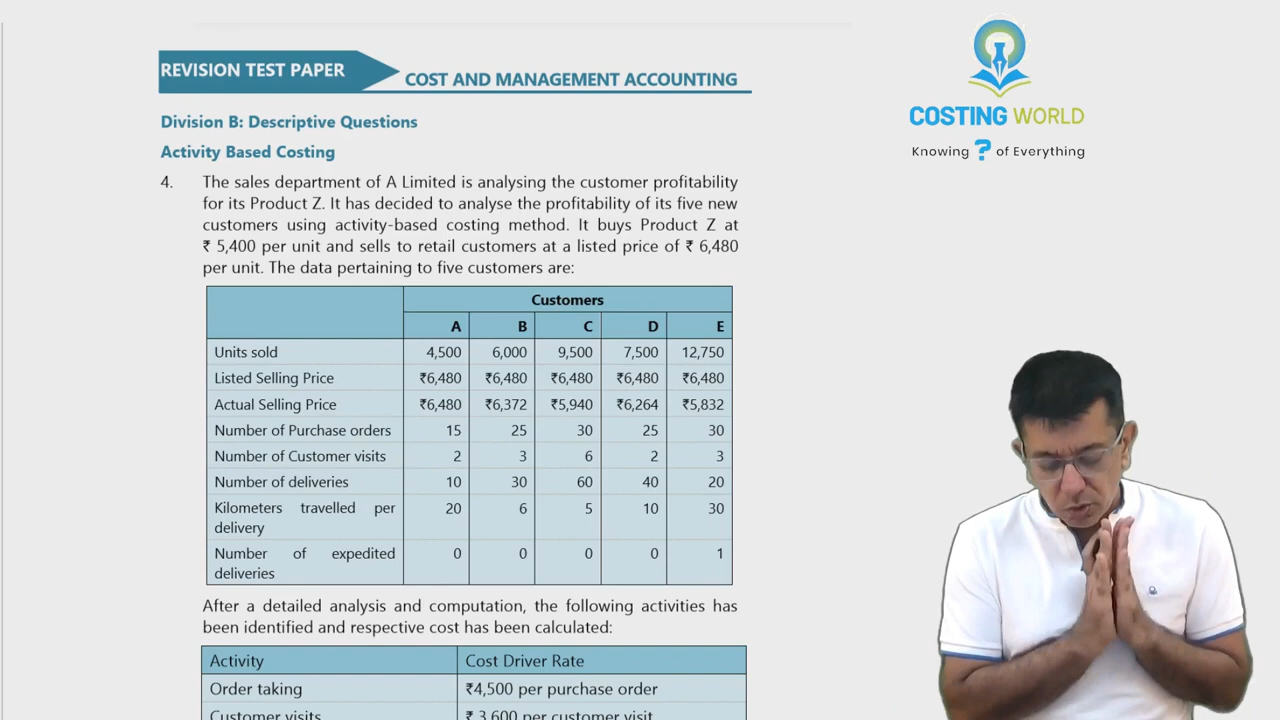 REVISION TEST PAPER
COST AND MANAGEMENT ACCOUNTING
Division B: Descriptive Questions
Activity Based Costing
4. The sales department of A Limited is analysing the customer profitability
for its Product Z. It has decided to analyse the profitability of its five new
customers using activity-based costing method. It buys Product Z at
₹ 5,400 per unit and sells to retail customers at a listed price of ₹ 6,480
per unit. The data pertaining to five customers are:
Customers
A B C D E
Units sold 4,500 6,000 9,500 7,500 12,750
Listed Selling Price ₹6,480 ₹6,480 ₹6,480 ₹6,480 ₹6,480
Actual Selling Price ₹6,480 ₹6,372 ₹5,940 ₹6,264 ₹5,832
Number of Purchase orders 15 25 30 25 30
Number of Customer visits 2 3 6 2 3
Number of deliveries 10 30 60 40 20
Kilometers travelled per 20 6 5 10 30
delivery
Number of expedited 0 0 0 0 1
deliveries
After a detailed analysis and computation, the following activities has
been identified and respective cost has been calculated:
Activity Cost Driver Rate
Order taking ₹4,500 per purchase order
Customer visits ₹ 3,600 per customer visit
COSTING WORLD
Knowing ? of Everything